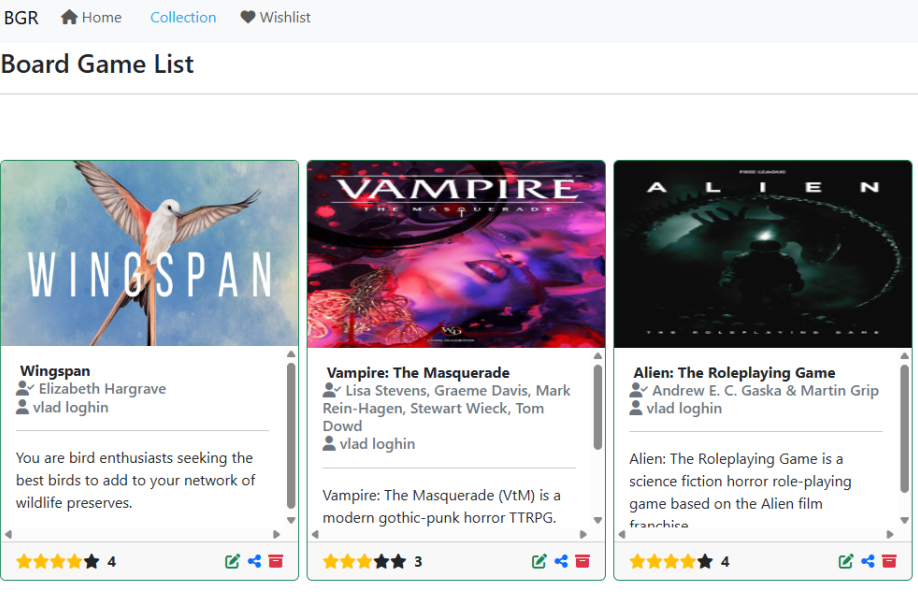 BGR Home Collection Wishlist
Board Game List
WINGSPAN
Wingspan
Elizabeth Hargrave
vlad loghin
You are bird enthusiasts seeking the
best birds to add to your network of
wildlife preserves.
4
VAMPIRE
THE MASQUERADE
Vampire: The Masquerade
Lisa Stevens, Graeme Davis, Mark
Rein-Hagen, Stewart Wieck, Tom
Dowd
vlad loghin
Vampire: The Masquerade (VtM) is a
modern gothic-punk horror TTRPG.
3
FREE LEAGUE
ALIEN
THE ROLEPLAYING GAME
Alien: The Roleplaying Game
Andrew E. C. Gaska & Martin Grip
vlad loghin
Alien: The Roleplaying Game is a
science fiction horror role-playing
game based on the Alien film
franchise
4